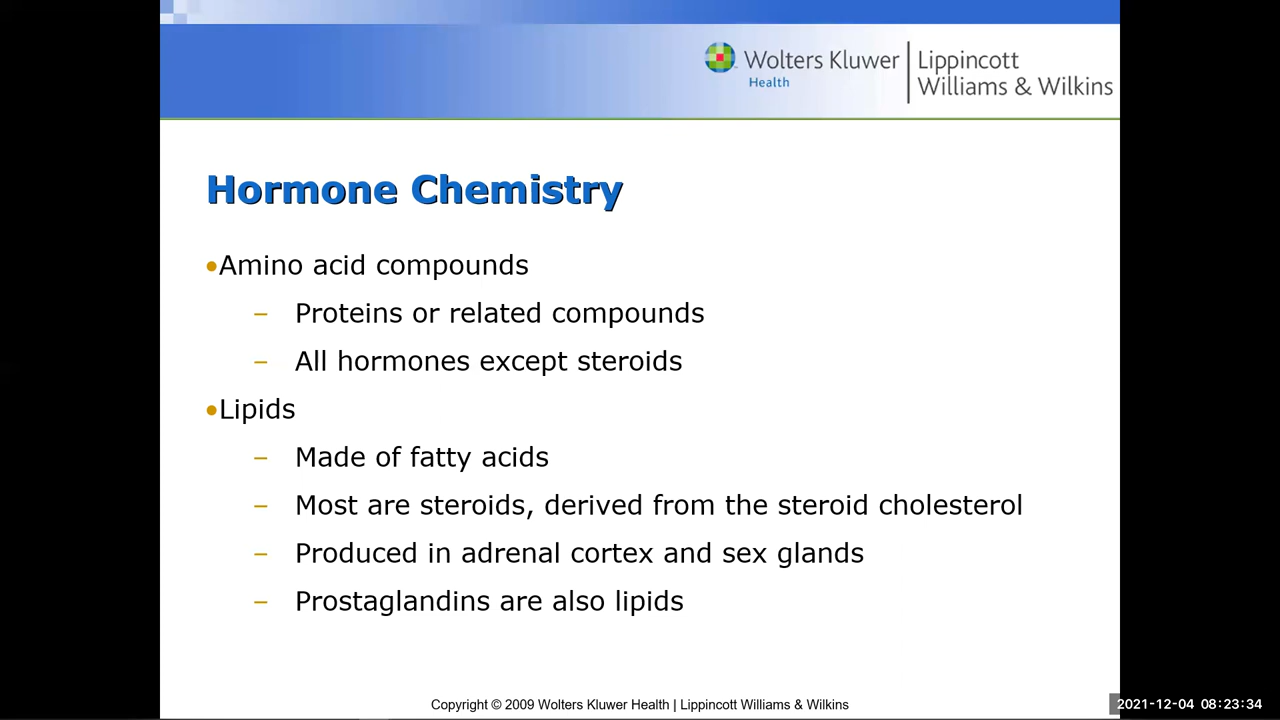 Wolters Kluwer
Health
Lippincott
Williams & Wilkins
Hormone Chemistry
•Amino acid compounds
– Proteins or related compounds
– All hormones except steroids
•Lipids
– Made of fatty acids
– Most are steroids, derived from the steroid cholesterol
– Produced in adrenal cortex and sex glands
– Prostaglandins are also lipids
Copyright © 2009 Wolters Kluwer Health | Lippincott Williams & Wilkins
2021-12-04 08:23:34